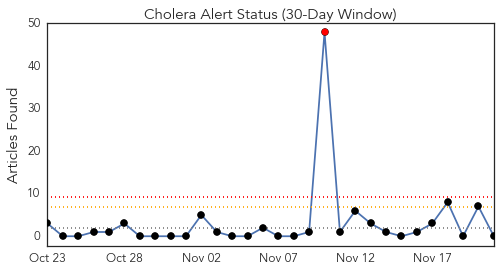 Cholera Alert Status (30-Day Window)
Articles Found
50
40
30
20
10
0
Oct 23 Oct 28 Nov 02 Nov 07 Nov 12 Nov 17